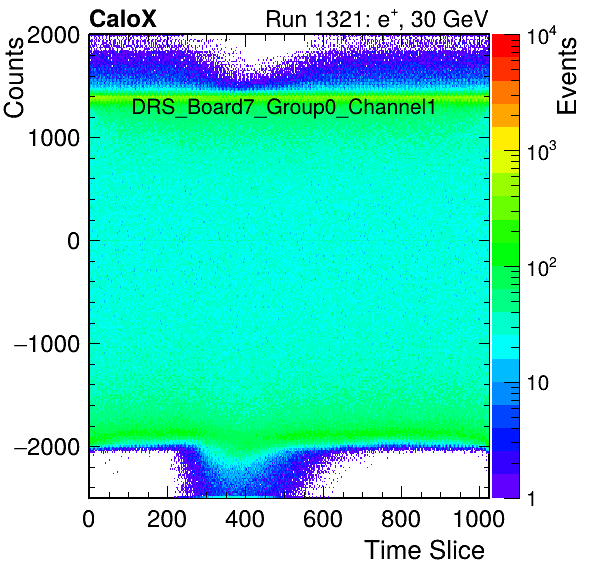 CaloX Run 1321: e⁺, 30 GeV
Counts
Events
DRS_Board7_Group0_Channel1
2000
1000
0
−1000
−2000
0 200 400 600 800 1000
Time Slice
10⁴
10³
10²
10
1